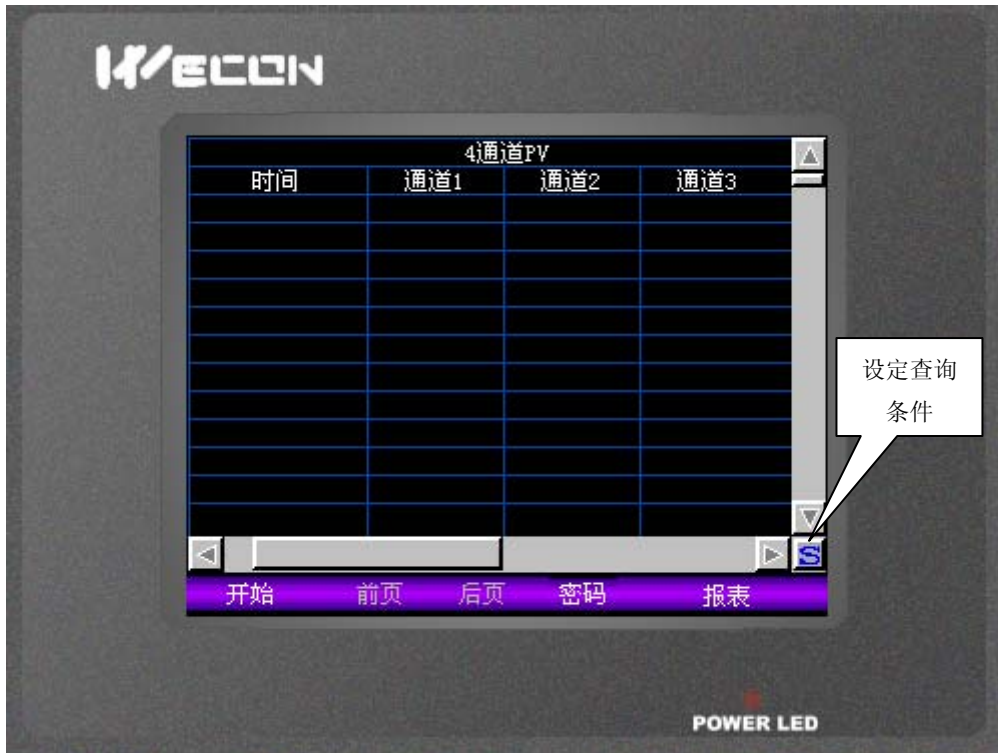 WECON
4通道PV
时间 通道1 通道2 通道3
设定查询
条件
S
开始 前页 后页 密码 报表
POWER LED